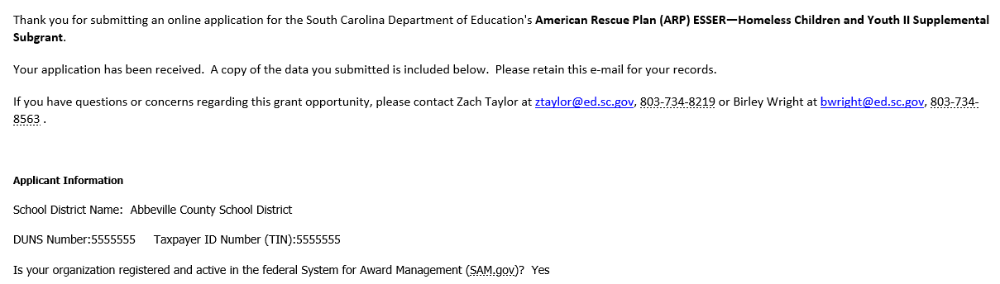 Thank you for submitting an online application for the South Carolina Department of Education's American Rescue Plan (ARP) ESSER—Homeless Children and Youth II Supplemental
Subgrant.
Your application has been received.  A copy of the data you submitted is included below.  Please retain this e-mail for your records.
If you have questions or concerns regarding this grant opportunity, please contact Zach Taylor at ztaylor@ed.sc.gov, 803-734-8219 or Birley Wright at bwright@ed.sc.gov, 803-734-
8563 .
Applicant Information
School District Name:  Abbeville County School District
DUNS Number:5555555     Taxpayer ID Number (TIN):5555555
Is your organization registered and active in the federal System for Award Management (SAM.gov)?  Yes